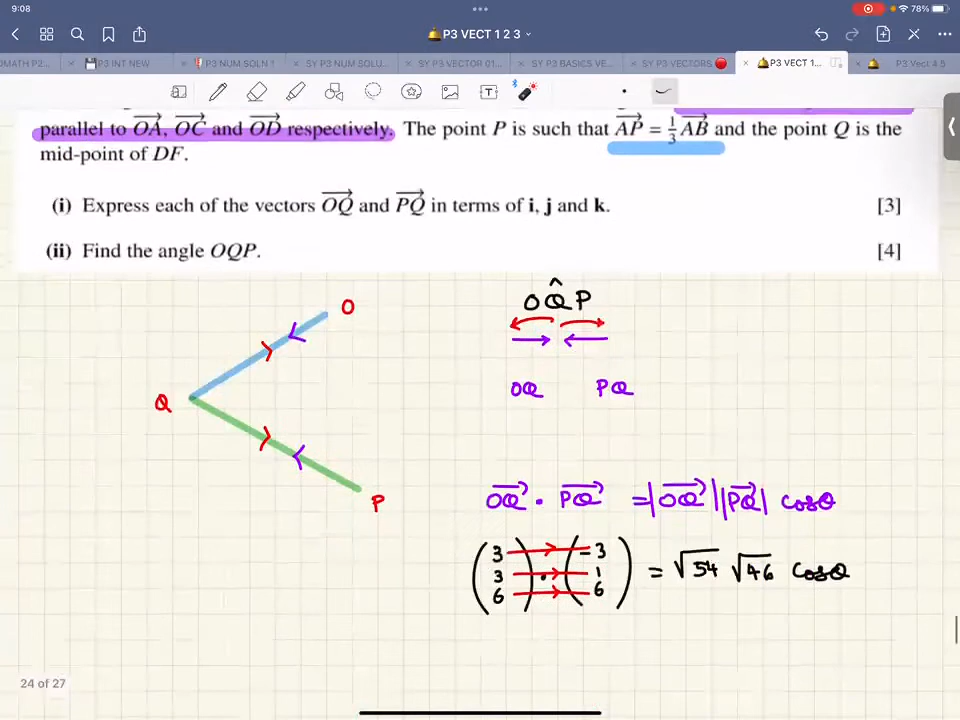 9:08
78%
🔔P3 VECT 1 2 3
OMATH P2...
P3 INT NEW
P3 NUM SOLN 1
SY P3 NUM SOLU...
SY P3 VECTOR 01...
SY P3 BASICS VE...
SY P3 VECTORS
🔔P3 VECT 1...
P3 Vect 4 5
parallel to OA, OC and OD respectively. The point P is such that AP = 1/3 AB and the point Q is the
mid-point of DF.
(i) Express each of the vectors OQ and PQ in terms of i, j and k. [3]
(ii) Find the angle OQP. [4]
OQ̂P
O
Q
P
OQ PQ
OQ · PQ = |OQ||PQ| cosθ
(3 3 6) · (-3 1 6) = √54 √46 cosθ
24 of 27